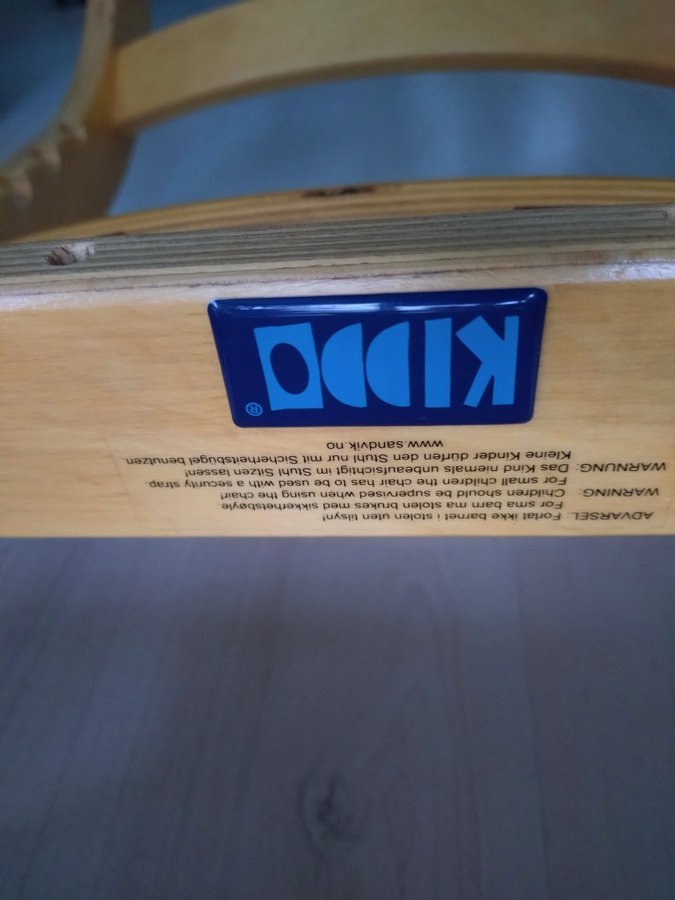 ADVARSEL: Forlat ikke barnet i stolen uten tilsyn!
For sma barn ma stolen brukes med sikkerhetsbøyle.
WARNING: Children should be supervised when using the chair!
For small children the chair has to be used with a security strap.
WARNUNG: Das Kind niemals unbeaufsichtigt im Stuhl Sitzen lassen!
Kleine Kinder dürfen den Stuhl nur mit Sicherheitsbügel benutzen.
www.sandvik.no
KIDDO®